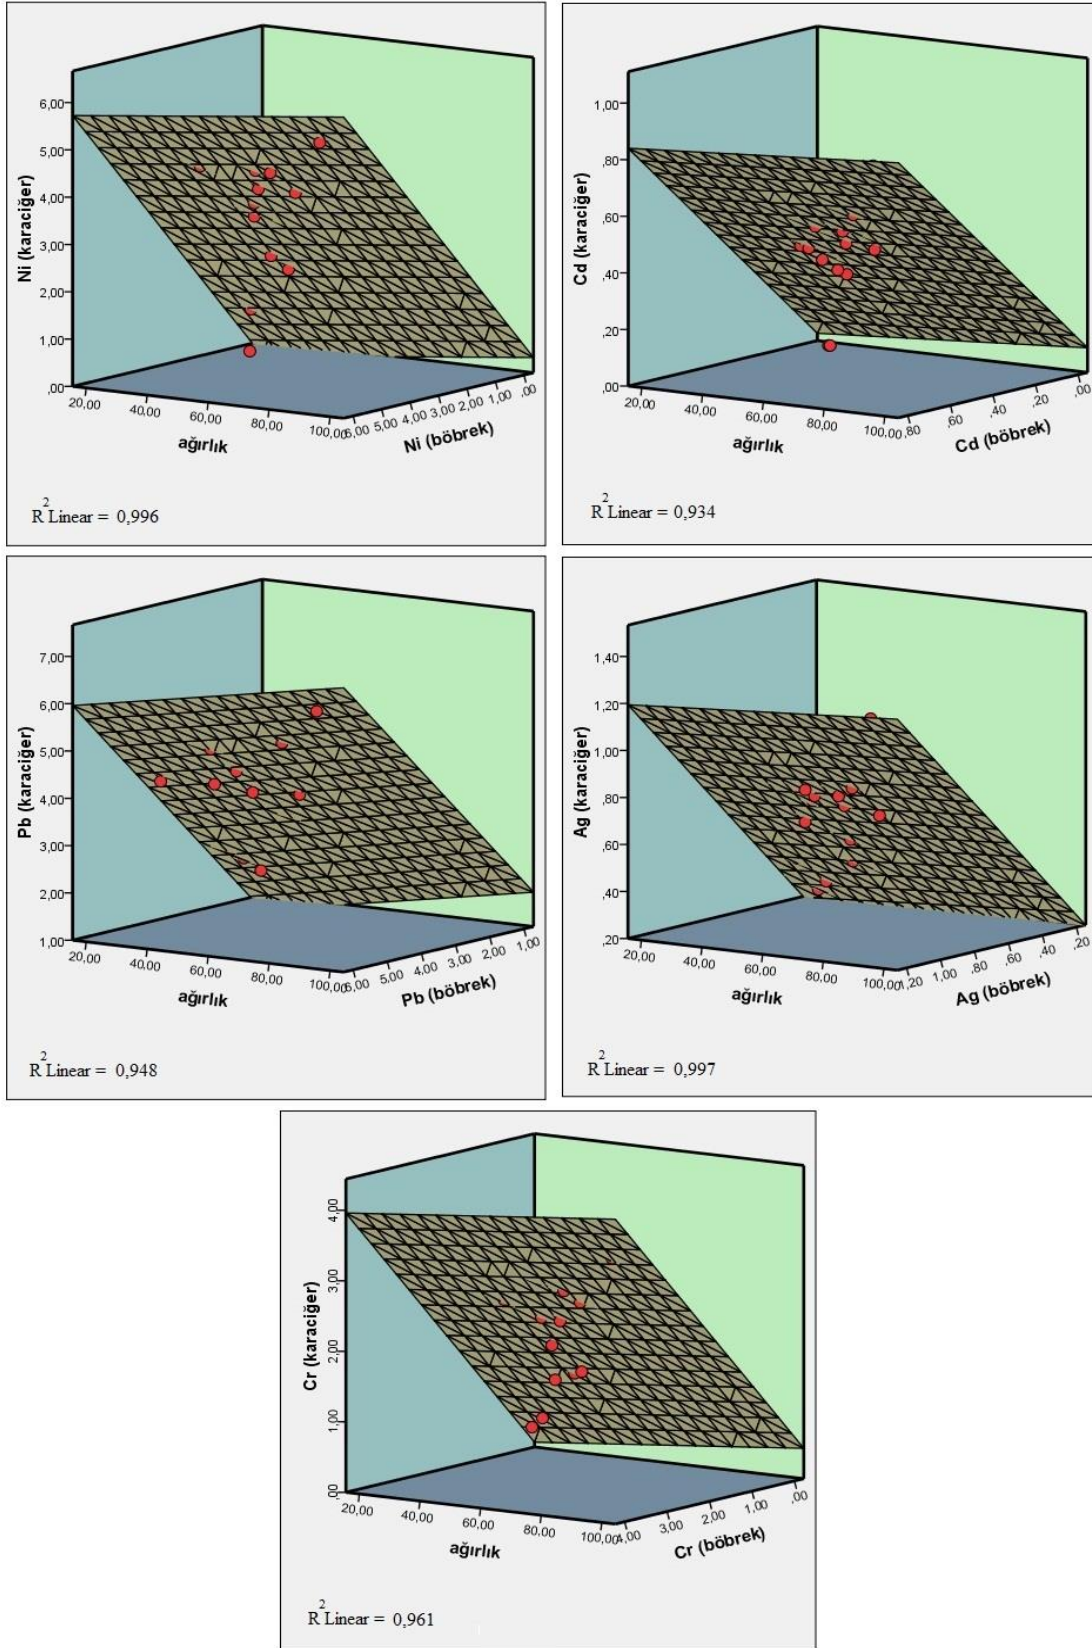 6,00
5,00
4,00
3,00
2,00
1,00
,00
Ni (karaciğer)
20,00 40,00 60,00 80,00 100,00
ağırlık
6,00 5,00 4,00 3,00 2,00 1,00 ,00
Ni (böbrek)
R2 Linear = 0,996
1,00
,80
,60
,40
,20
,00
Cd (karaciğer)
20,00 40,00 60,00 80,00 100,00
ağırlık
,80 ,60 ,40 ,20 ,00
Cd (böbrek)
R2 Linear = 0,934
7,00
6,00
5,00
4,00
3,00
2,00
1,00
Pb (karaciğer)
20,00 40,00 60,00 80,00 100,00
ağırlık
6,00 5,00 4,00 3,00 2,00 1,00
Pb (böbrek)
R2 Linear = 0,948
1,40
1,20
1,00
,80
,60
,40
,20
Ag (karaciğer)
20,00 40,00 60,00 80,00 100,00
ağırlık
1,20 1,00 ,80 ,60 ,40 ,20
Ag (böbrek)
R2 Linear = 0,997
4,00
3,00
2,00
1,00
,00
Cr (karaciğer)
20,00 40,00 60,00 80,00 100,00
ağırlık
4,00 3,00 2,00 1,00 ,00
Cr (böbrek)
R2 Linear = 0,961